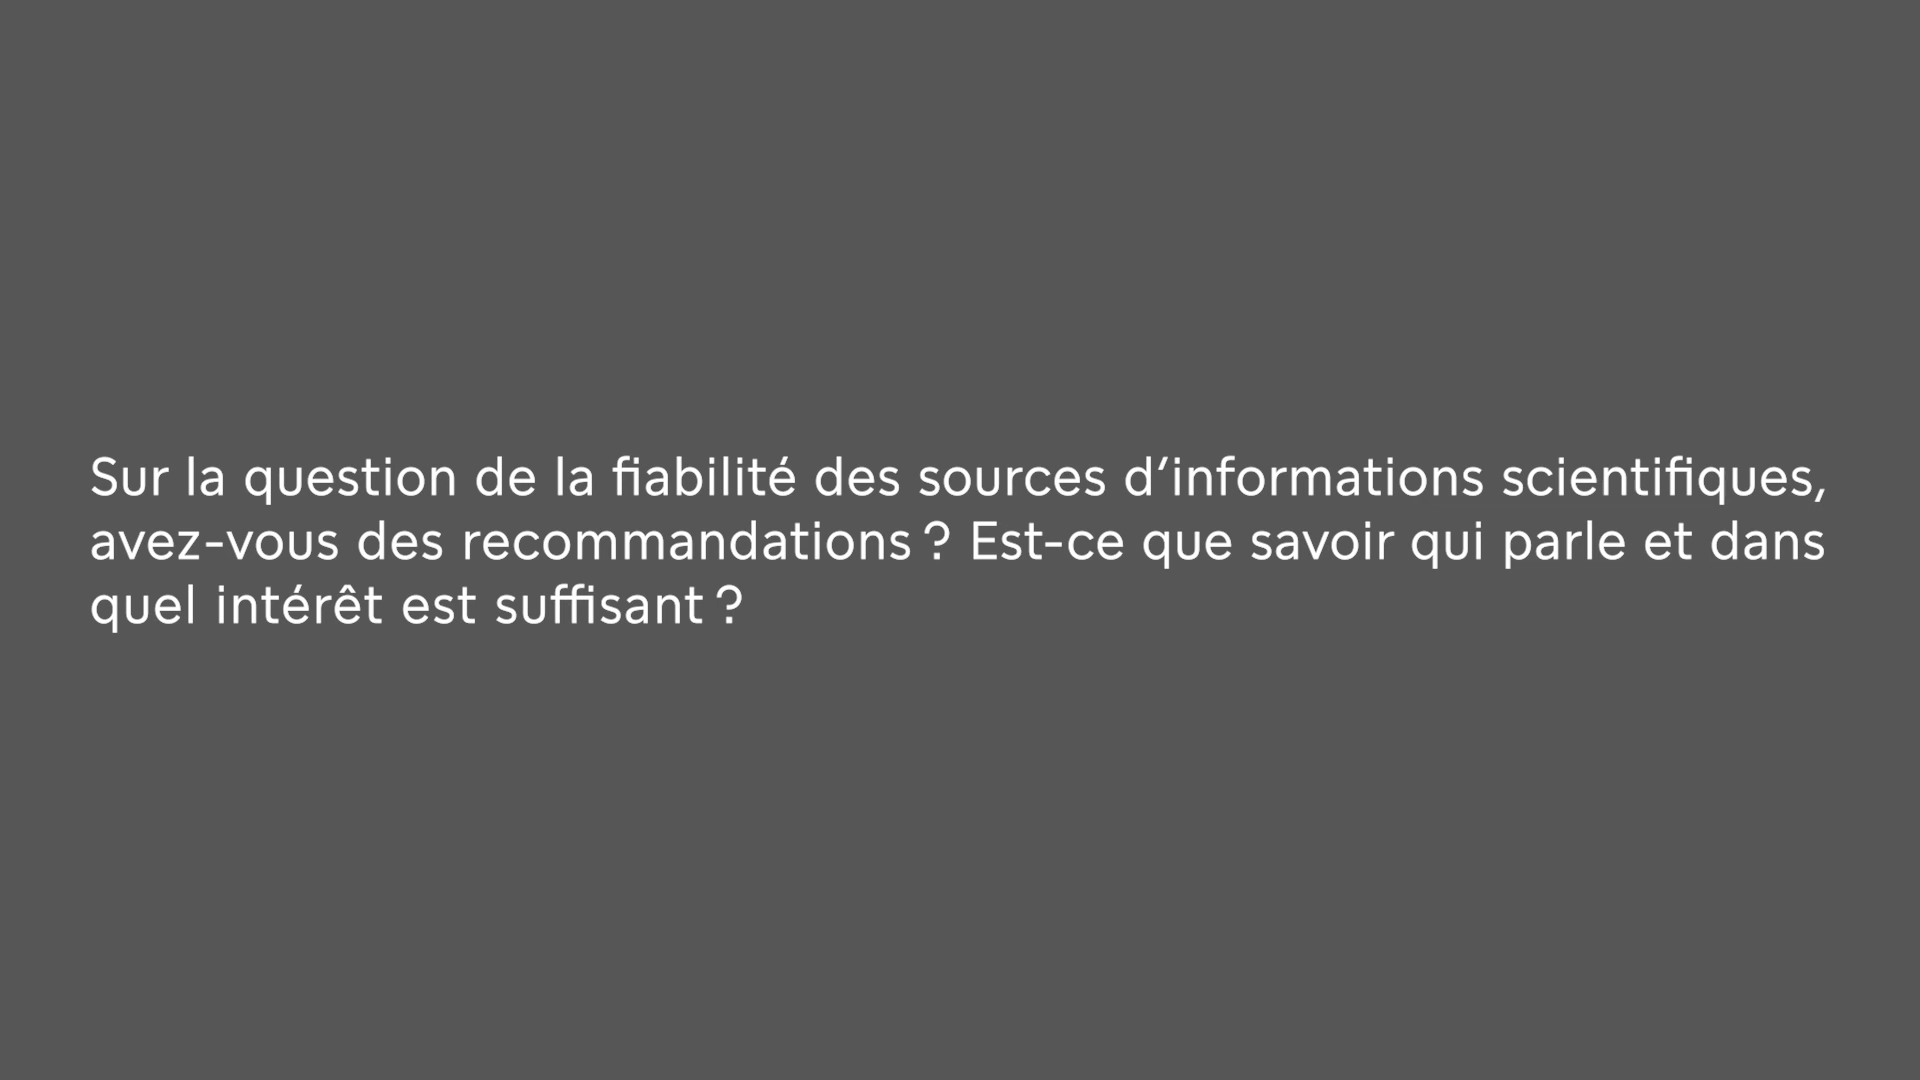 Sur la question de la fiabilité des sources d’informations scientifiques,
avez-vous des recommandations ? Est-ce que savoir qui parle et dans
quel intérêt est suffisant ?